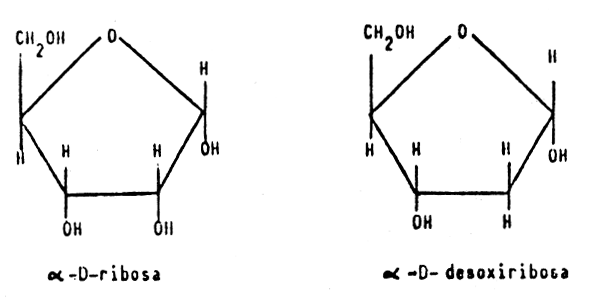 CH2OH O H H H H OH OH OH
α-D-ribosa
CH2OH O H H H H OH OH H
α-D- desoxiribosa